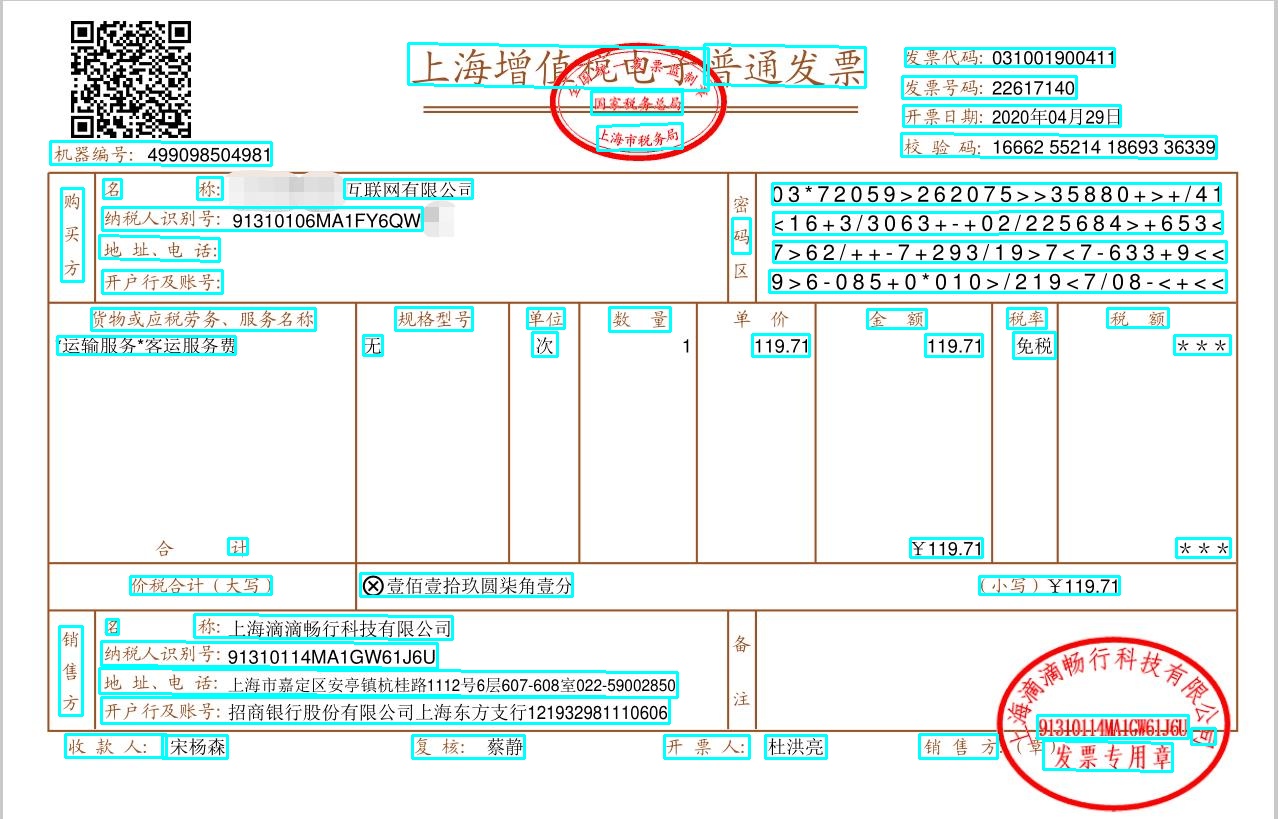 上海增值税电子普通发票
全国统一发票监制章
国家税务总局
上海市税务局
发票代码: 031001900411
发票号码: 22617140
开票日期: 2020年04月29日
校 验 码: 16662 55214 18693 36339
机器编号: 499098504981
购买方
名 称: 互联网有限公司
纳税人识别号: 91310106MA1FY6QW
地 址、电 话:
开户行及账号:
密码区
03*72059>262075>>35880+>+/41
<16+3/3063+-+02/225684>+653<
7>62/++-7+293/19>7<7-633+9<<
9>6-085+0*010>/219<7/08-<+<<
货物或应税劳务、服务名称 规格型号 单位 数 量 单 价 金 额 税率 税 额
*运输服务*客运服务费 无 次 1 119.71 119.71 免税 ***
合 计 ¥119.71 ***
价税合计（大写） ⊗壹佰壹拾玖圆柒角壹分 （小写）¥119.71
销售方
名 称: 上海滴滴畅行科技有限公司
纳税人识别号: 91310114MA1GW61J6U
地 址、电 话: 上海市嘉定区安亭镇杭桂路1112号6层607-608室022-59002850
开户行及账号: 招商银行股份有限公司上海东方支行121932981110606
备注
收 款 人: 宋杨森 复 核: 蔡静 开 票 人: 杜洪亮 销 售 方:（章）
上海滴滴畅行科技有限公司
91310114MA1GW61J6U
发票专用章